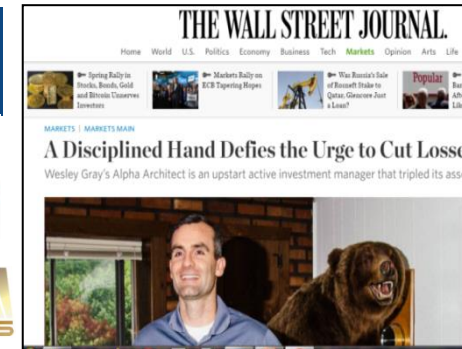 THE WALL STREET JOURNAL.
Home World U.S. Politics Economy Business Tech Markets Opinion Arts Life
Spring Rally in
Stocks, Bonds, Gold
and Bitcoin Unnerves
Investors
Markets Rally on
ECB Tapering Hopes
Was Russia's Sale
of Rosneft Stake to
Qatar, Glencore Just
a Loan?
Popular
MARKETS | MARKETS MAIN
A Disciplined Hand Defies the Urge to Cut Losse
Wesley Gray's Alpha Architect is an upstart active investment manager that tripled its ass